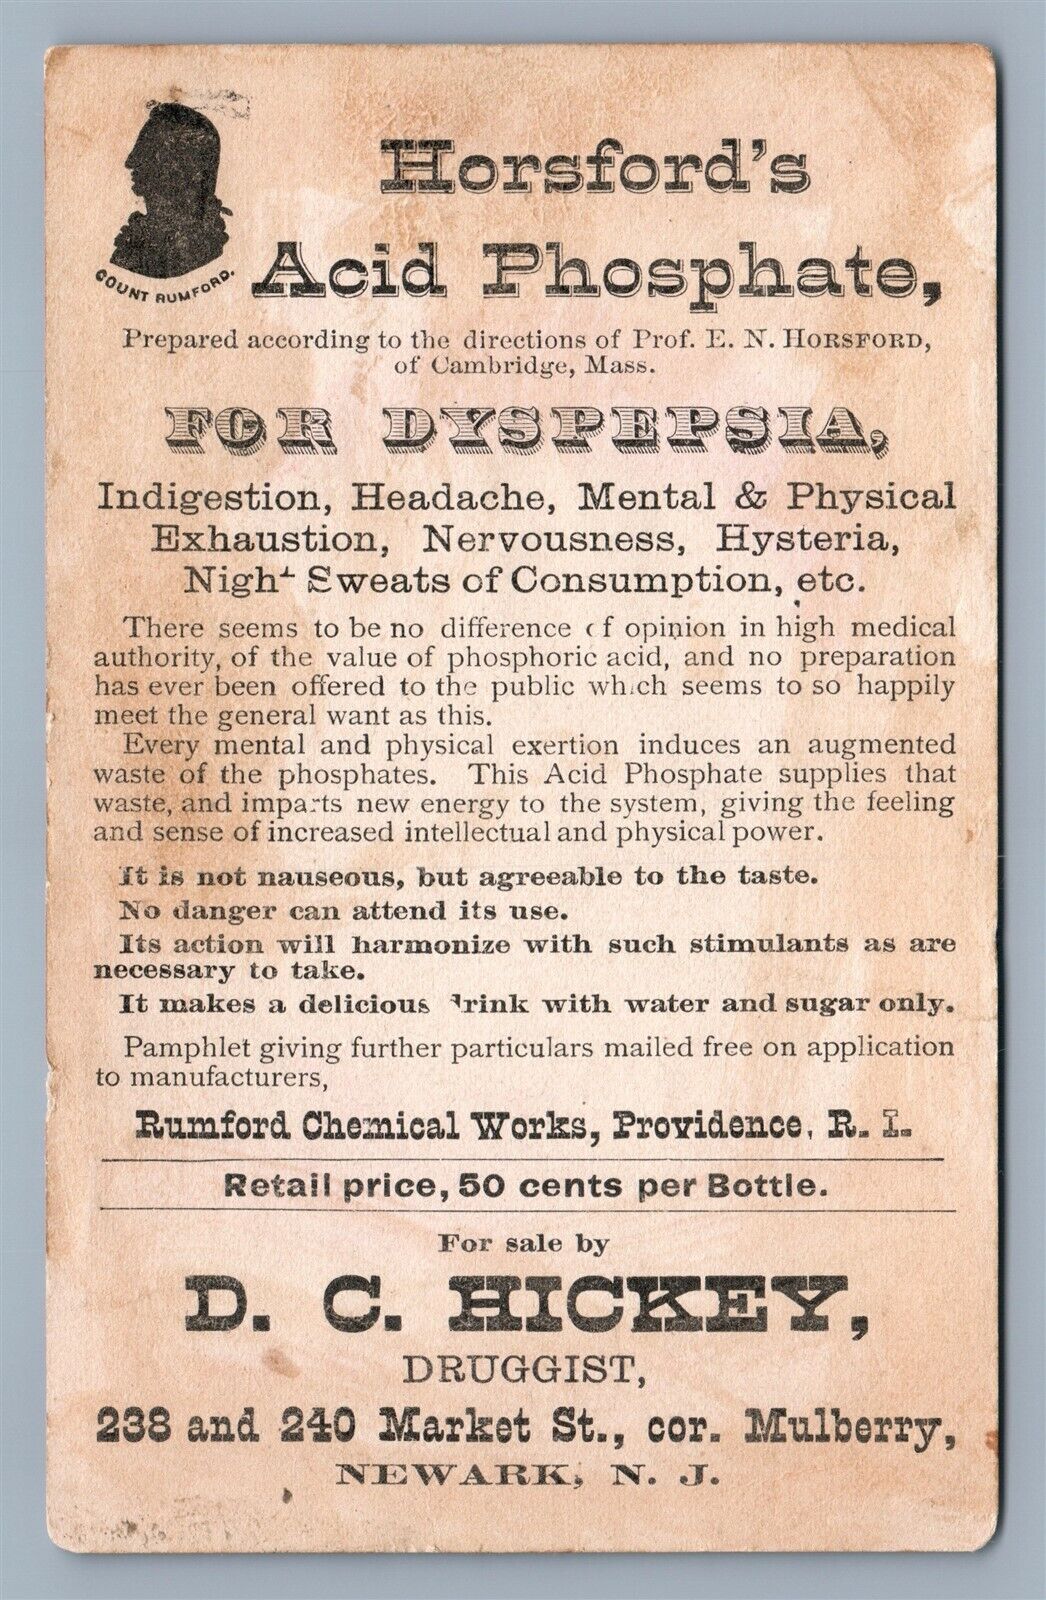 Horsford's
Acid Phosphate,
COUNT RUMFORD.
Prepared according to the directions of Prof. E. N. HORSFORD,
of Cambridge, Mass.
FOR DYSPEPSIA,
Indigestion, Headache, Mental & Physical
Exhaustion, Nervousness, Hysteria,
Night Sweats of Consumption, etc.
There seems to be no difference of opinion in high medical
authority, of the value of phosphoric acid, and no preparation
has ever been offered to the public which seems to so happily
meet the general want as this.
Every mental and physical exertion induces an augmented
waste of the phosphates. This Acid Phosphate supplies that
waste, and imparts new energy to the system, giving the feeling
and sense of increased intellectual and physical power.
It is not nauseous, but agreeable to the taste.
No danger can attend its use.
Its action will harmonize with such stimulants as are
necessary to take.
It makes a delicious drink with water and sugar only.
Pamphlet giving further particulars mailed free on application
to manufacturers,
Rumford Chemical Works, Providence, R. I.
Retail price, 50 cents per Bottle.
For sale by
D. C. HICKEY,
DRUGGIST,
238 and 240 Market St., cor. Mulberry,
NEWARK, N. J.